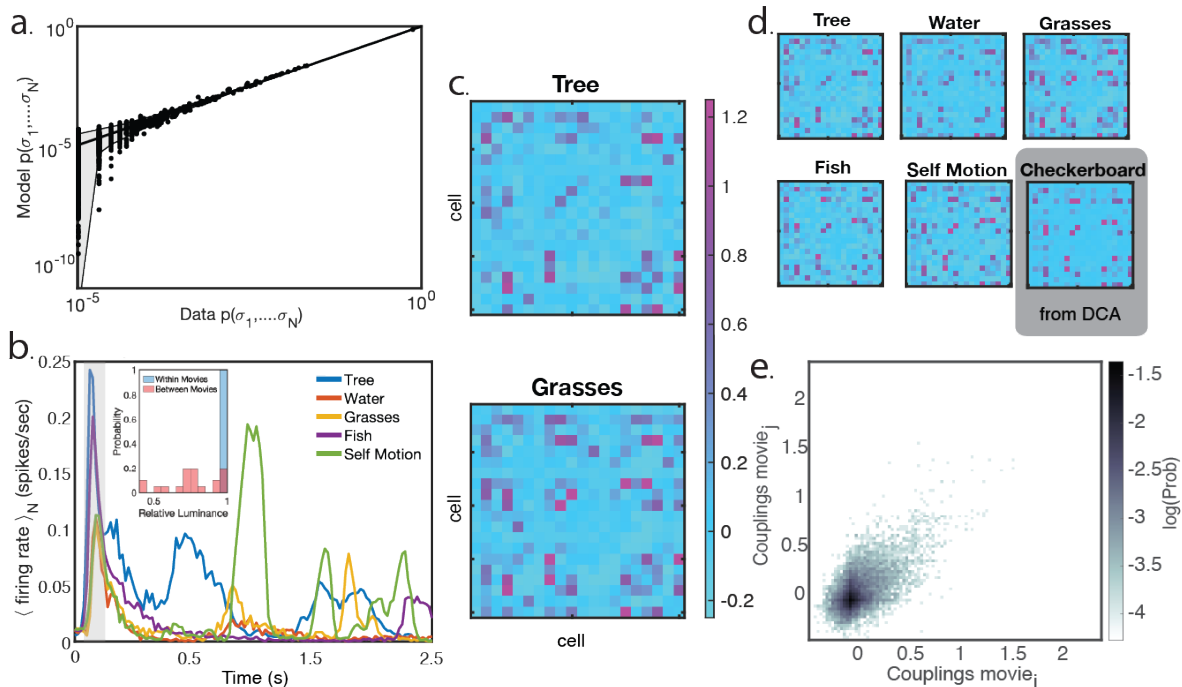 a.
10^0
10^-5
10^-10
Model p(σ_1,....σ_N)
10^-5
10^0
Data p(σ_1,....σ_N)
b.
0.25
0.2
0.15
0.1
0.05
0
⟨ firing rate ⟩_N (spikes/sec)
0
0.5
1.5
2.5
Time (s)
Tree
Water
Grasses
Fish
Self Motion
Within Movies
Between Movies
1
0.8
0.6
0.4
0.2
0
Probability
0.5
1
Relative Luminance
c.
Tree
cell
Grasses
cell
cell
1.2
1
0.8
0.6
0.4
0.2
0
-0.2
d.
Tree
Water
Grasses
Fish
Self Motion
Checkerboard
from DCA
e.
2
1.5
1
0.5
0
Couplings movie_j
0
0.5
1
1.5
2
Couplings movie_i
-1.5
-2
-2.5
-3
-3.5
-4
log(Prob)